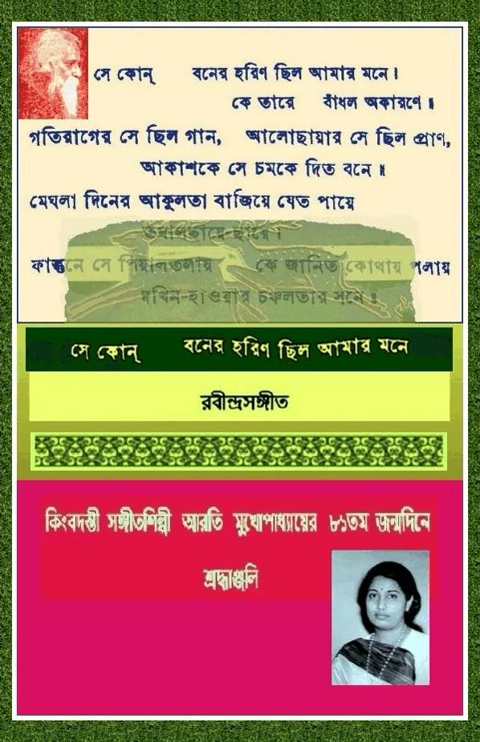 সে কোন্ বনের হরিণ ছিল আমার মনে।
কে তারে বাঁধল অকারণে॥
গতিরাগের সে ছিল গান, আলোছায়ার সে ছিল প্রাণ,
আকাশকে সে চমকে দিত বনে॥
মেঘলা দিনের আকুলতা বাজিয়ে যেত পায়ে
তমালছায়ে-ছায়ে।
ফাল্গুনে সে পিয়ালতলায় কে জানিত কোথায় পলায়
দখিন-হাওয়ার চঞ্চলতার সনে॥
সে কোন্ বনের হরিণ ছিল আমার মনে
রবীন্দ্রসঙ্গীত
কিংবদন্তী সঙ্গীতশিল্পী আরতি মুখোপাধ্যায়ের ৮১তম জন্মদিনে
শ্রদ্ধাঞ্জলি